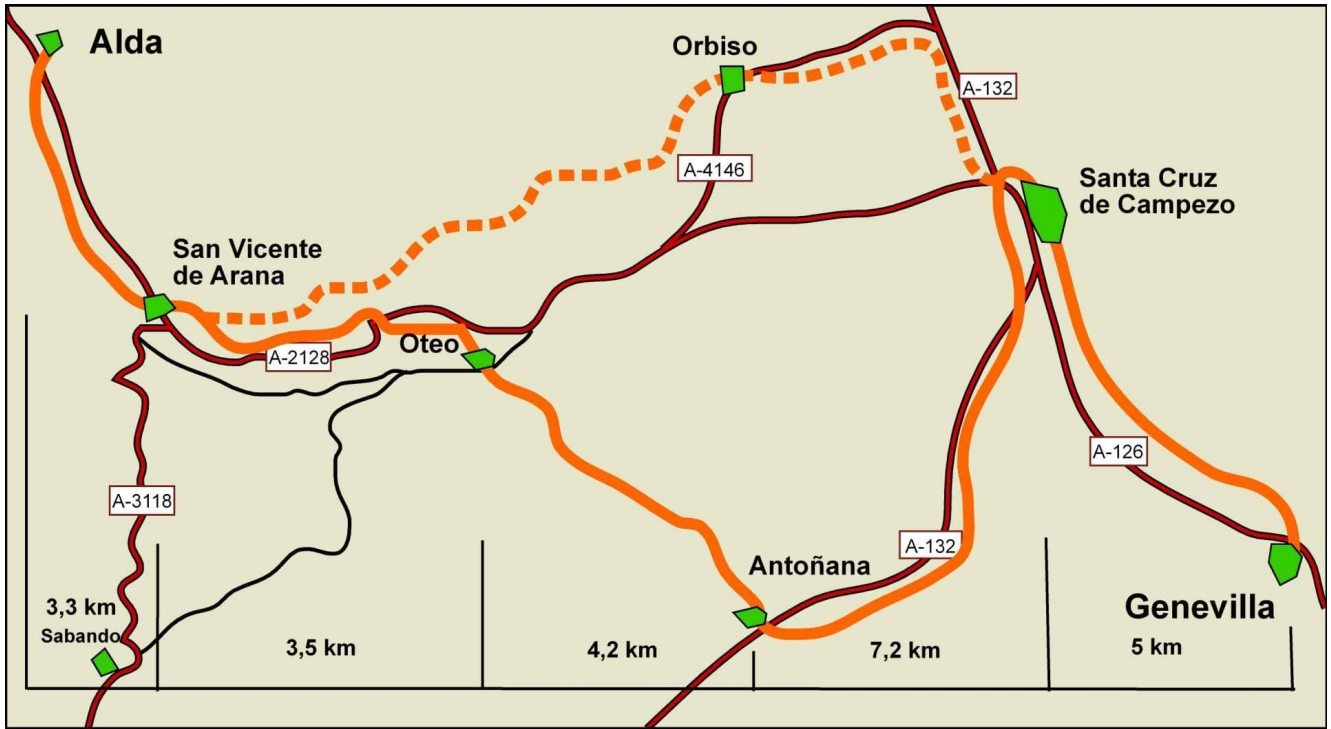 Alda
Orbiso
A-132
A-4146
Santa Cruz
de Campezo
San Vicente
de Arana
Oteo
A-2128
A-126
A-3118
A-132
Antoñana
Genevilla
3,3 km
Sabando
3,5 km
4,2 km
7,2 km
5 km